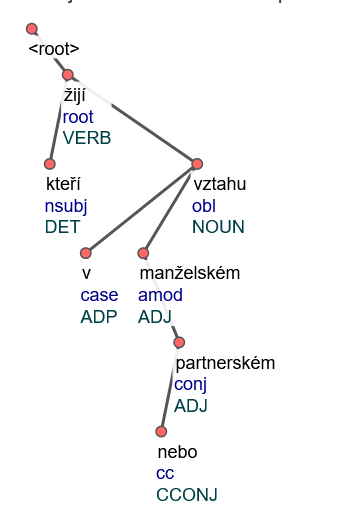 <root>
žijí
root
VERB
kteří
nsubj
DET
vztahu
obl
NOUN
v
case
ADP
manželském
amod
ADJ
partnerském
conj
ADJ
nebo
cc
CCONJ